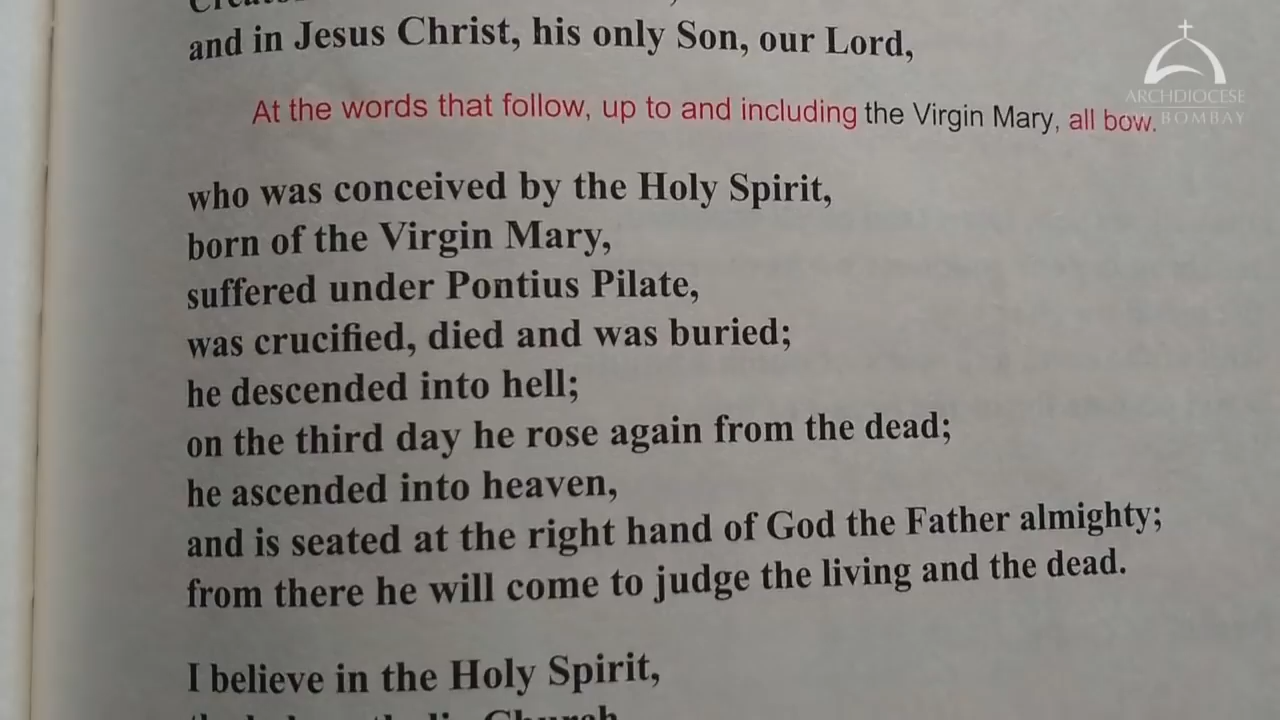 and in Jesus Christ, his only Son, our Lord,
At the words that follow, up to and including the Virgin Mary, all bow.
ARCHDIOCESE
BOMBAY
who was conceived by the Holy Spirit,
born of the Virgin Mary,
suffered under Pontius Pilate,
was crucified, died and was buried;
he descended into hell;
on the third day he rose again from the dead;
he ascended into heaven,
and is seated at the right hand of God the Father almighty;
from there he will come to judge the living and the dead.
I believe in the Holy Spirit,